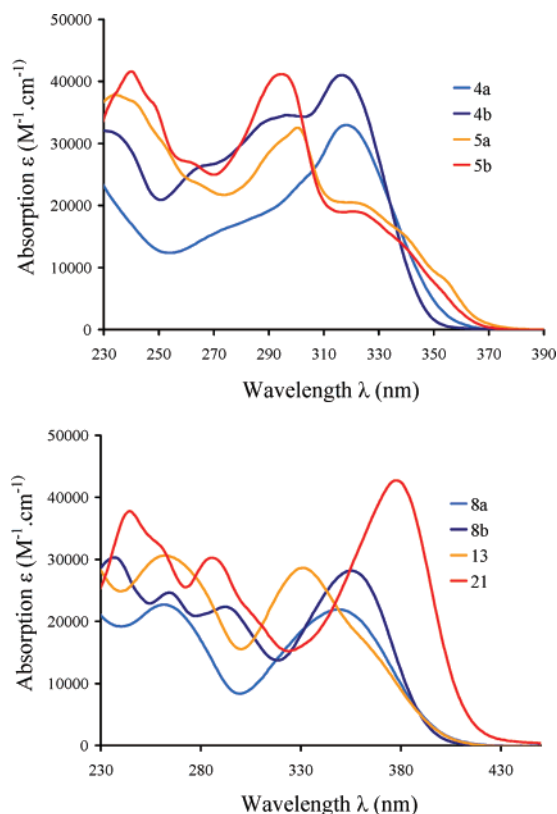 50000
40000
30000
20000
10000
0
Absorption ε (M⁻¹.cm⁻¹)
4a
4b
5a
5b
230 250 270 290 310 330 350 370 390
Wavelength λ (nm)
50000
40000
30000
20000
10000
0
Absorption ε (M⁻¹.cm⁻¹)
8a
8b
13
21
230 280 330 380 430
Wavelength λ (nm)